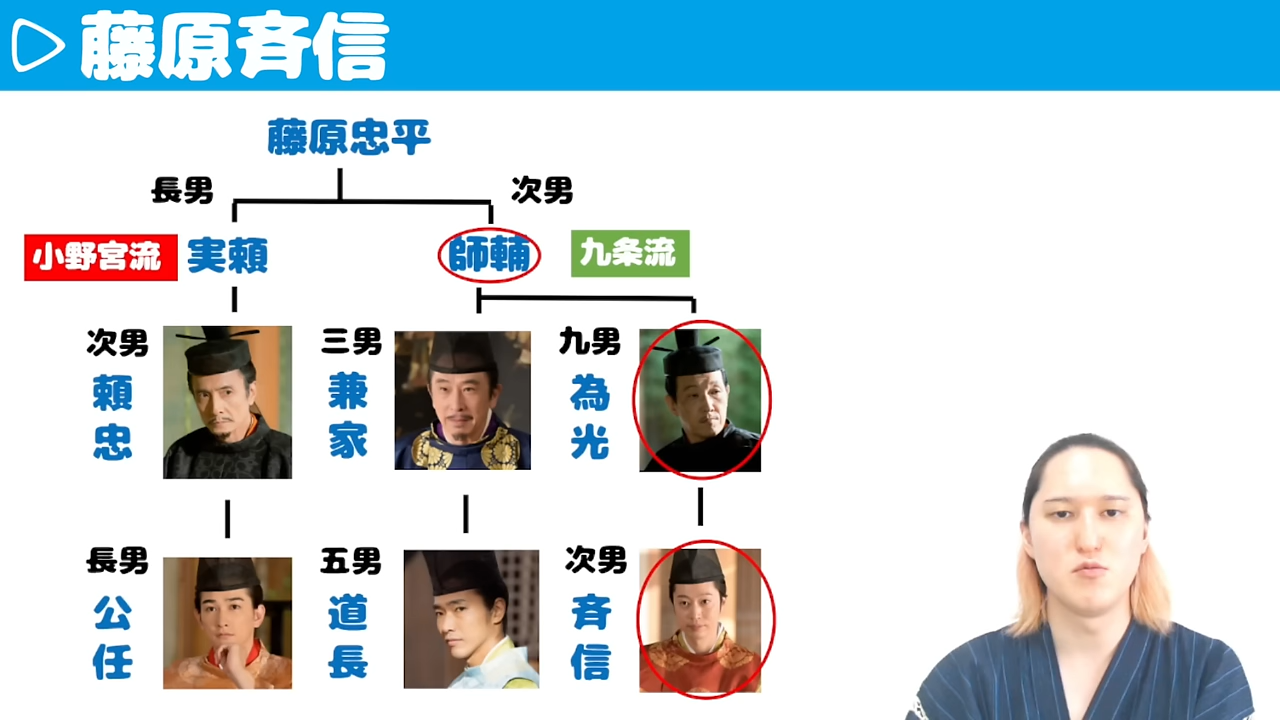 藤原斉信
藤原忠平
長男
次男
小野宮流
実頼
師輔
九条流
次男
頼忠
三男
兼家
九男
為光
長男
公任
五男
道長
次男
斉信